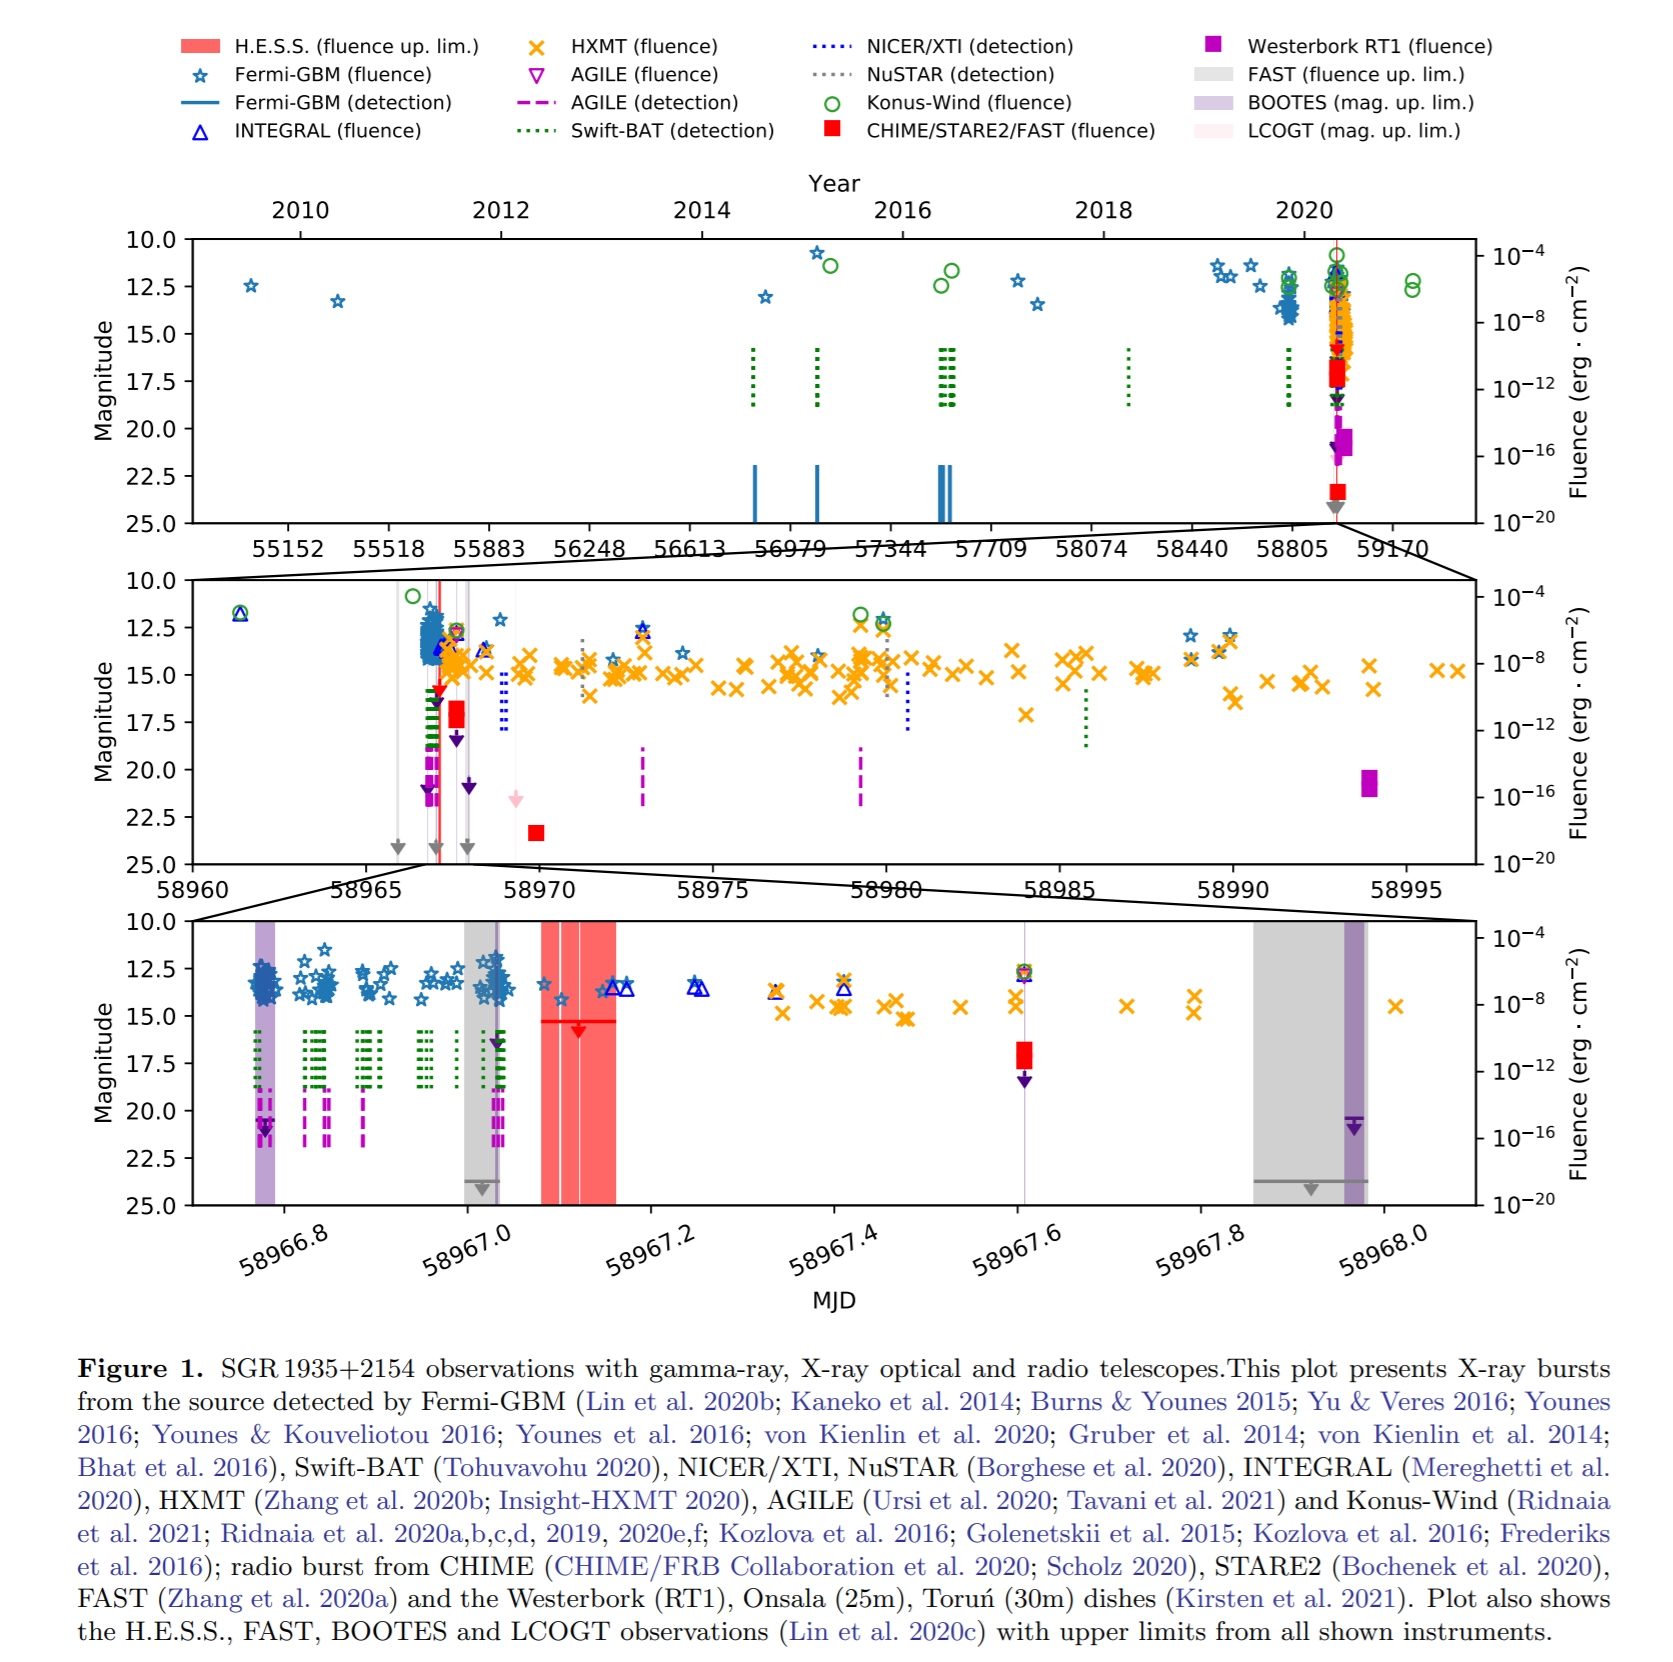 H.E.S.S. (fluence up. lim.)
Fermi-GBM (fluence)
Fermi-GBM (detection)
INTEGRAL (fluence)
HXMT (fluence)
AGILE (fluence)
AGILE (detection)
Swift-BAT (detection)
NICER/XTI (detection)
NuSTAR (detection)
Konus-Wind (fluence)
CHIME/STARE2/FAST (fluence)
Westerbork RT1 (fluence)
FAST (fluence up. lim.)
BOOTES (mag. up. lim.)
LCOGT (mag. up. lim.)
Year
2010 2012 2014 2016 2018 2020
Magnitude
10.0
12.5
15.0
17.5
20.0
22.5
25.0
10⁻⁴
10⁻⁸
10⁻¹²
10⁻¹⁶
10⁻²⁰
Fluence (erg · cm⁻²)
55152 55518 55883 56248 56613 56979 57344 57709 58074 58440 58805 59170
Magnitude
10.0
12.5
15.0
17.5
20.0
22.5
25.0
10⁻⁴
10⁻⁸
10⁻¹²
10⁻¹⁶
10⁻²⁰
Fluence (erg · cm⁻²)
58960 58965 58970 58975 58980 58985 58990 58995
Magnitude
10.0
12.5
15.0
17.5
20.0
22.5
25.0
10⁻⁴
10⁻⁸
10⁻¹²
10⁻¹⁶
10⁻²⁰
Fluence (erg · cm⁻²)
58966.8 58967.0 58967.2 58967.4 58967.6 58967.8 58968.0
MJD
Figure 1. SGR 1935+2154 observations with gamma-ray, X-ray optical and radio telescopes.This plot presents X-ray bursts
from the source detected by Fermi-GBM (Lin et al. 2020b; Kaneko et al. 2014; Burns & Younes 2015; Yu & Veres 2016; Younes
2016; Younes & Kouveliotou 2016; Younes et al. 2016; von Kienlin et al. 2020; Gruber et al. 2014; von Kienlin et al. 2014;
Bhat et al. 2016), Swift-BAT (Tohuvavohu 2020), NICER/XTI, NuSTAR (Borghese et al. 2020), INTEGRAL (Mereghetti et al.
2020), HXMT (Zhang et al. 2020b; Insight-HXMT 2020), AGILE (Ursi et al. 2020; Tavani et al. 2021) and Konus-Wind (Ridnaia
et al. 2021; Ridnaia et al. 2020a,b,c,d, 2019, 2020e,f; Kozlova et al. 2016; Golenetskii et al. 2015; Kozlova et al. 2016; Frederiks
et al. 2016); radio burst from CHIME (CHIME/FRB Collaboration et al. 2020; Scholz 2020), STARE2 (Bochenek et al. 2020),
FAST (Zhang et al. 2020a) and the Westerbork (RT1), Onsala (25m), Toruń (30m) dishes (Kirsten et al. 2021). Plot also shows
the H.E.S.S., FAST, BOOTES and LCOGT observations (Lin et al. 2020c) with upper limits from all shown instruments.